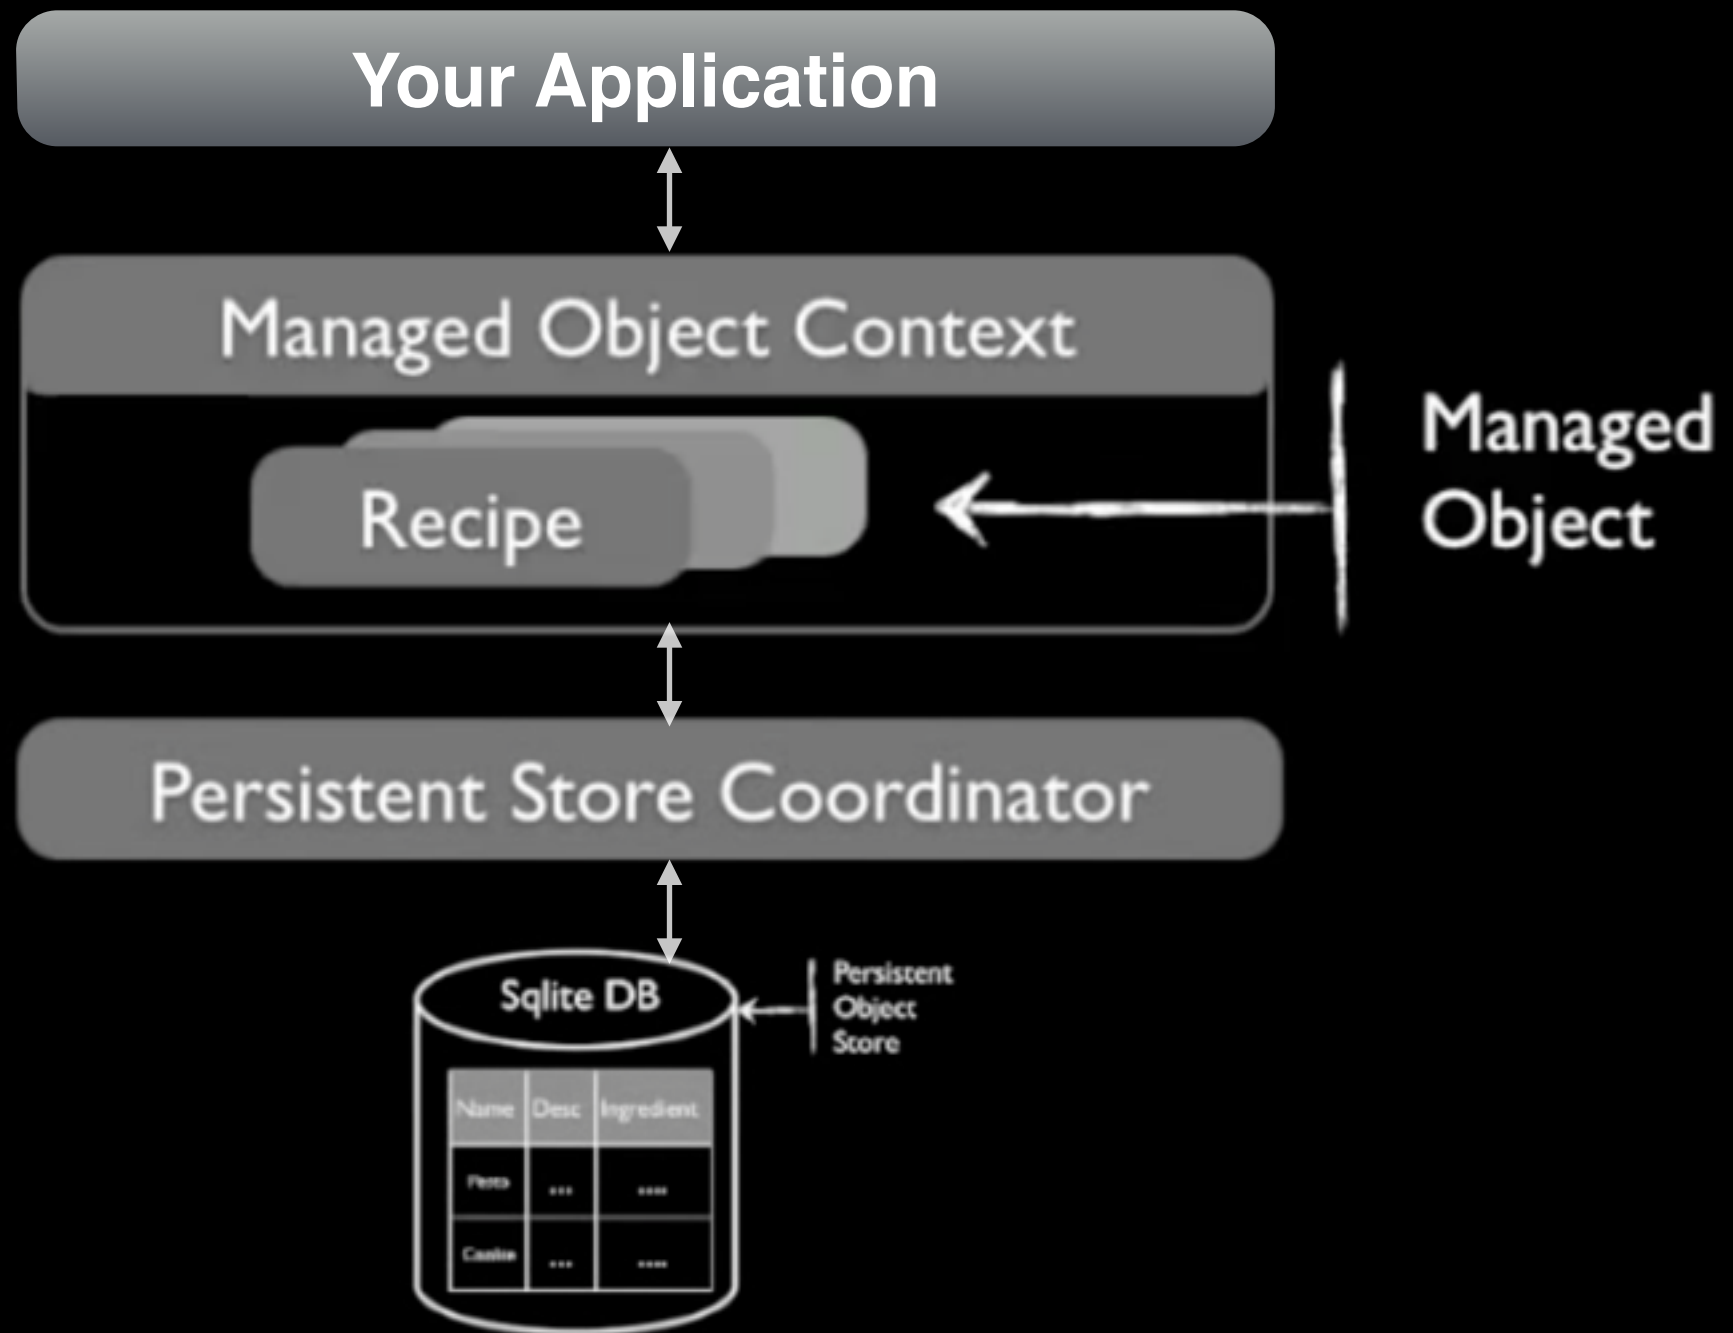 Your Application
Managed Object Context
Recipe
Managed
Object
Persistent Store Coordinator
Sqlite DB
Persistent
Object
Store
Name Desc Ingredient
... ....
... ....